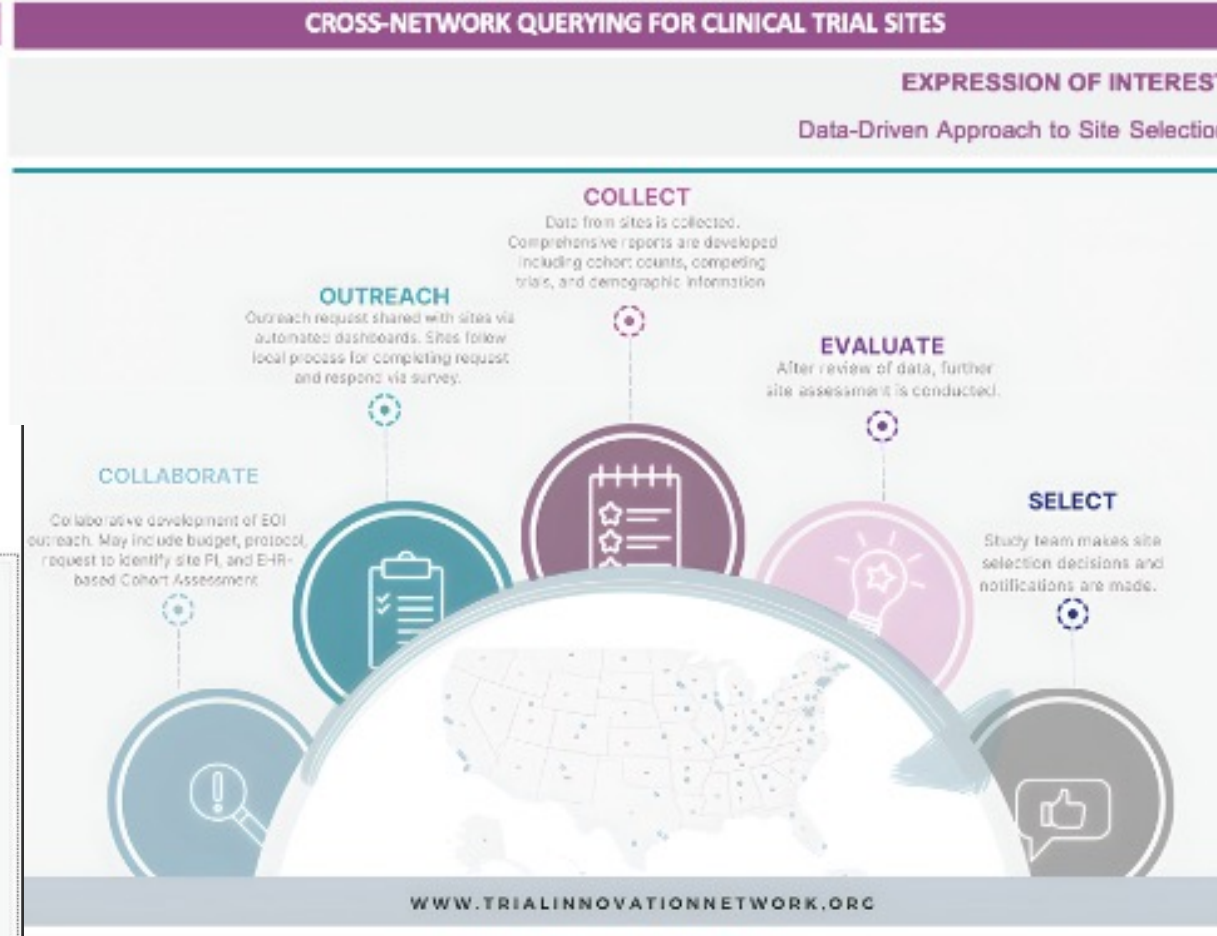 CROSS-NETWORK QUERYING FOR CLINICAL TRIAL SITES
EXPRESSION OF INTEREST
Data-Driven Approach to Site Selection
COLLECT
Data from sites is collected.
Comprehensive reports are developed
including cohort counts, competing
trials, and demographic information
OUTREACH
Outreach request shared with sites via
automated dashboards. Sites follow
local process for completing request
and respond via survey.
EVALUATE
After review of data, further
site assessment is conducted.
COLLABORATE
Collaborative development of EOI
outreach. May include budget, protocol,
request to identify site PI, and EHR-
based Cohort Assessment
SELECT
Study team makes site
selection decisions and
notifications are made.
WWW.TRIALINNOVATIONNETWORK.ORG